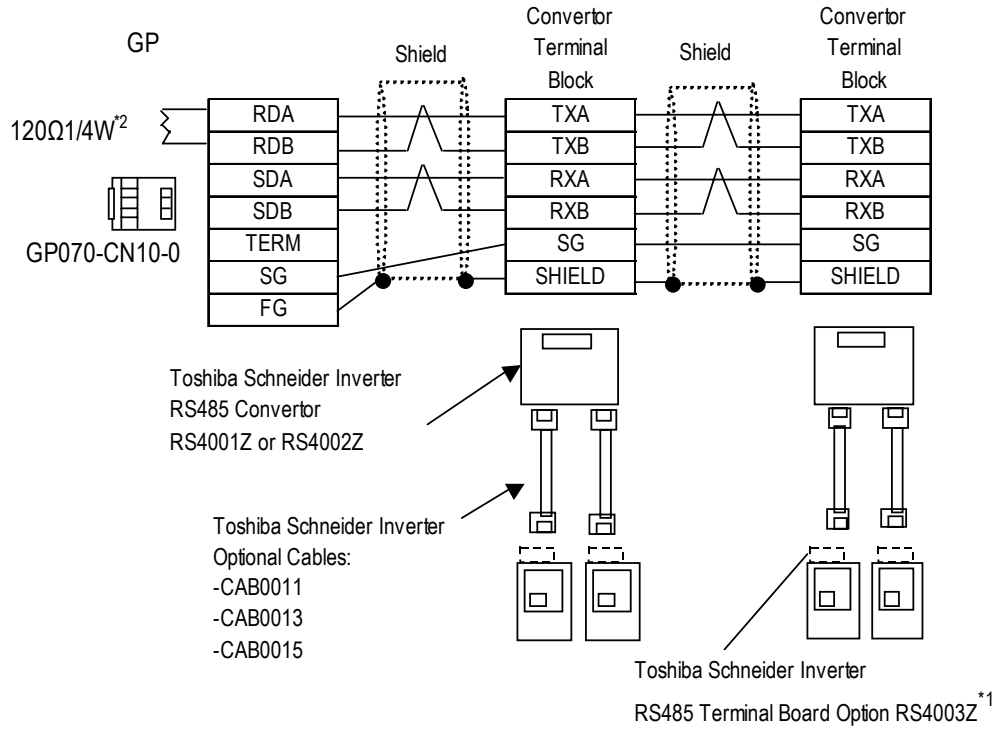 GP
Shield
Convertor
Terminal
Block
Shield
Convertor
Terminal
Block
120Ω1/4W*2
GP070-CN10-0
RDA
RDB
SDA
SDB
TERM
SG
FG
TXA
TXB
RXA
RXB
SG
SHIELD
TXA
TXB
RXA
RXB
SG
SHIELD
Toshiba Schneider Inverter
RS485 Convertor
RS4001Z or RS4002Z
Toshiba Schneider Inverter
Optional Cables:
-CAB0011
-CAB0013
-CAB0015
Toshiba Schneider Inverter
RS485 Terminal Board Option RS4003Z*1